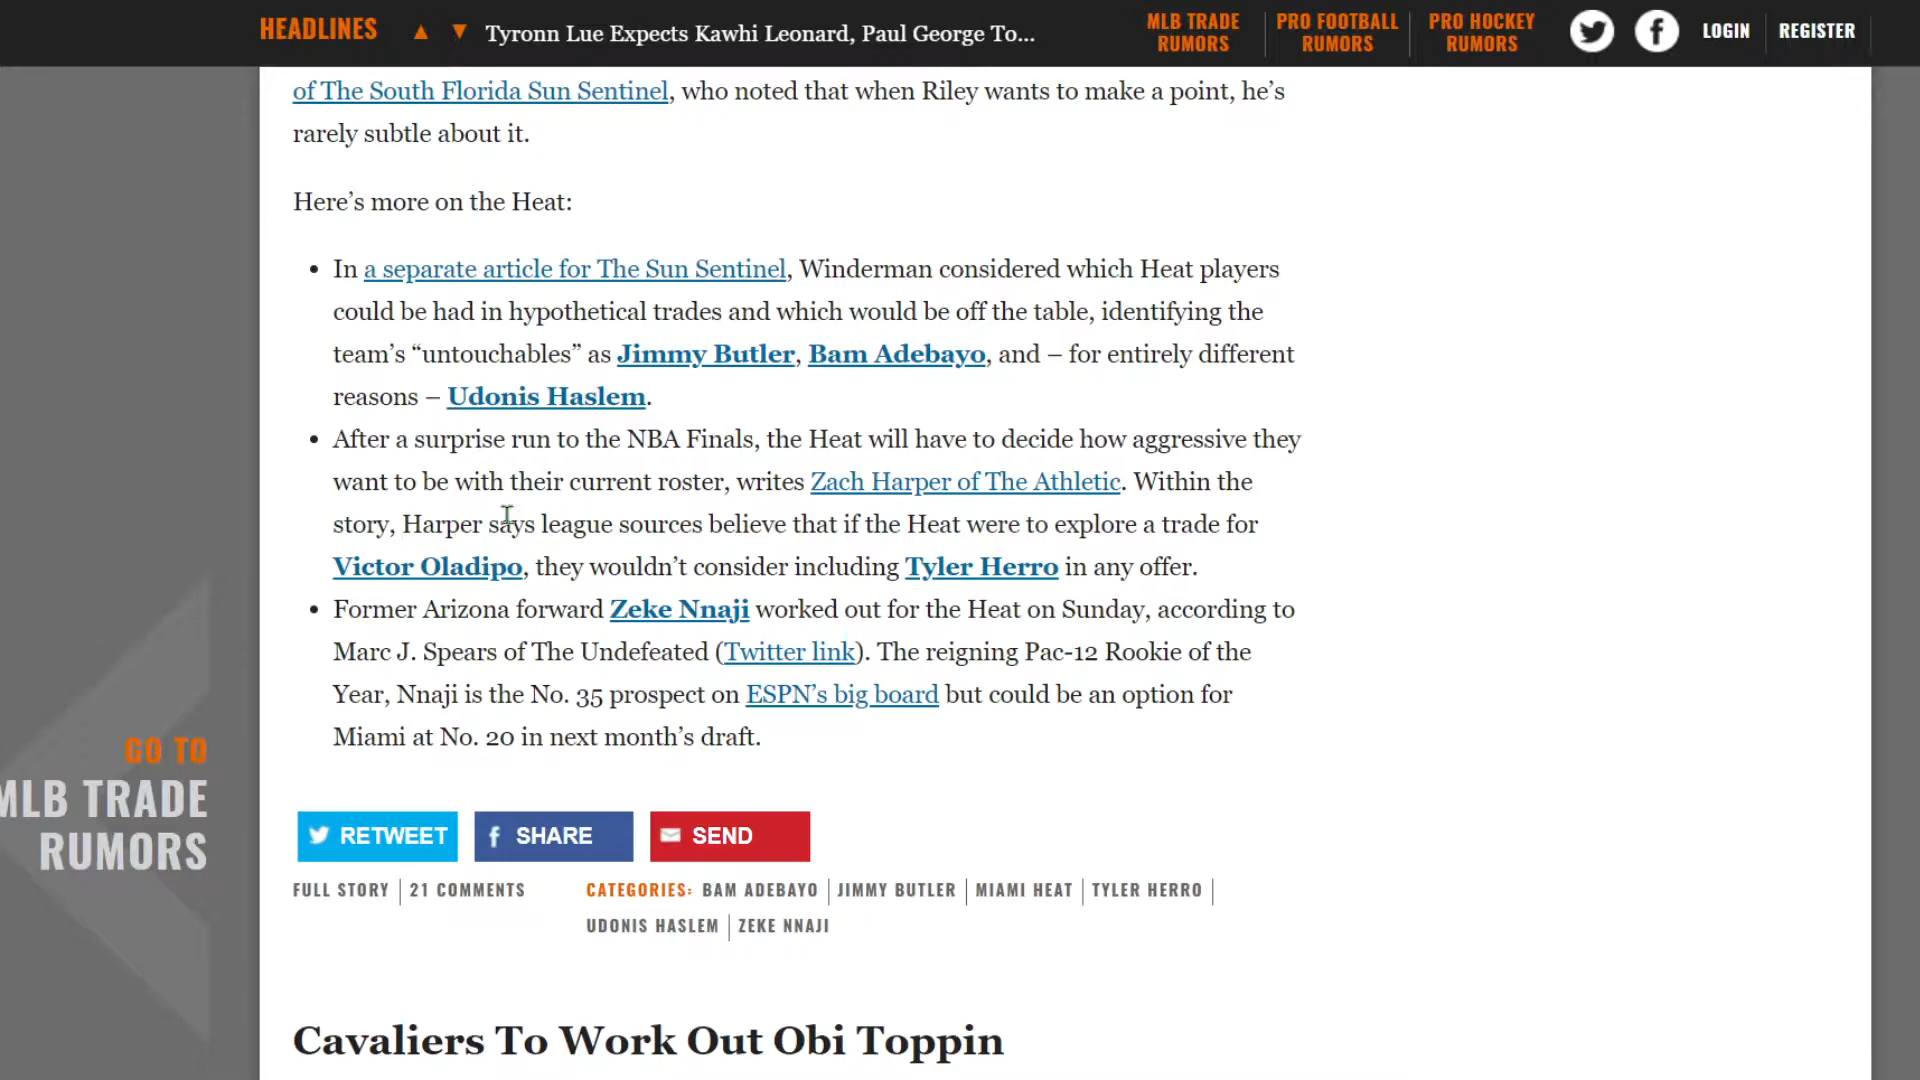 HEADLINES
Tyronn Lue Expects Kawhi Leonard, Paul George To...
MLB TRADE
RUMORS
PRO FOOTBALL
RUMORS
PRO HOCKEY
RUMORS
LOGIN
REGISTER
of The South Florida Sun Sentinel, who noted that when Riley wants to make a point, he’s
rarely subtle about it.
Here’s more on the Heat:
In a separate article for The Sun Sentinel, Winderman considered which Heat players
could be had in hypothetical trades and which would be off the table, identifying the
team’s “untouchables” as Jimmy Butler, Bam Adebayo, and – for entirely different
reasons – Udonis Haslem.
After a surprise run to the NBA Finals, the Heat will have to decide how aggressive they
want to be with their current roster, writes Zach Harper of The Athletic. Within the
story, Harper says league sources believe that if the Heat were to explore a trade for
Victor Oladipo, they wouldn’t consider including Tyler Herro in any offer.
Former Arizona forward Zeke Nnaji worked out for the Heat on Sunday, according to
Marc J. Spears of The Undefeated (Twitter link). The reigning Pac-12 Rookie of the
Year, Nnaji is the No. 35 prospect on ESPN’s big board but could be an option for
Miami at No. 20 in next month’s draft.
GO TO
MLB TRADE
RUMORS
RETWEET
SHARE
SEND
FULL STORY
21 COMMENTS
CATEGORIES: BAM ADEBAYO | JIMMY BUTLER | MIAMI HEAT | TYLER HERRO |
UDONIS HASLEM | ZEKE NNAJI
Cavaliers To Work Out Obi Toppin